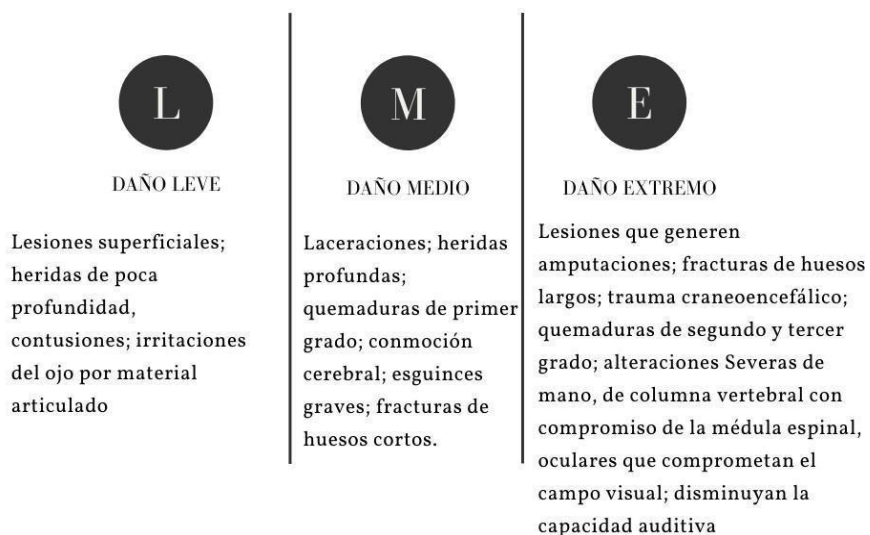 L
DAÑO LEVE
Lesiones superficiales;
heridas de poca
profundidad,
contusiones; irritaciones
del ojo por material
articulado
M
DAÑO MEDIO
Laceraciones; heridas
profundas;
quemaduras de primer
grado; conmoción
cerebral; esguinces
graves; fracturas de
huesos cortos.
E
DAÑO EXTREMO
Lesiones que generen
amputaciones; fracturas de huesos
largos; trauma craneoencefálico;
quemaduras de segundo y tercer
grado; alteraciones Severas de
mano, de columna vertebral con
compromiso de la médula espinal,
oculares que comprometan el
campo visual; disminuyan la
capacidad auditiva